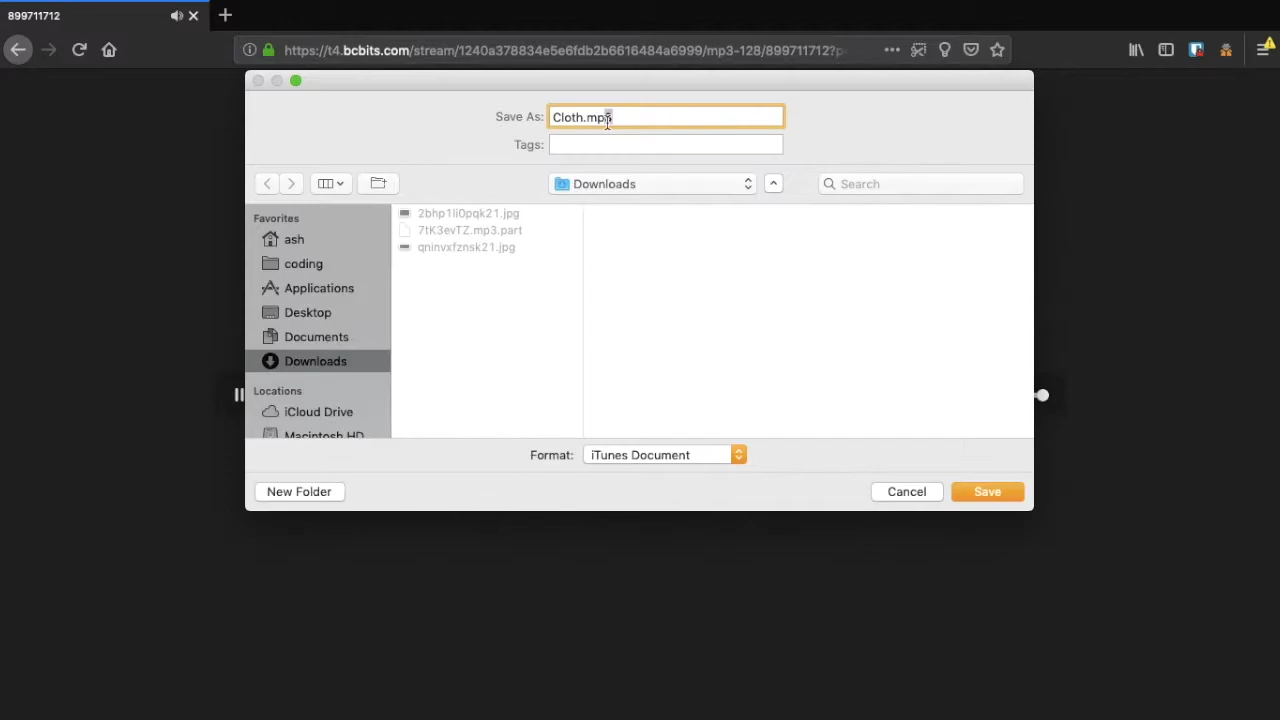 899711712
https://t4.bcbits.com/stream/1240a378834e5e6fdb2b6616484a6999/mp3-128/899711712?p
Save As: Cloth.mp
Tags:
Downloads
Search
Favorites
ash
coding
Applications
Desktop
Documents
Downloads
Locations
iCloud Drive
Macintosh HD
2bhp1li0pqk21.jpg
7tK3evTZ.mp3.part
qninvxfznsk21.jpg
Format: iTunes Document
New Folder
Cancel
Save